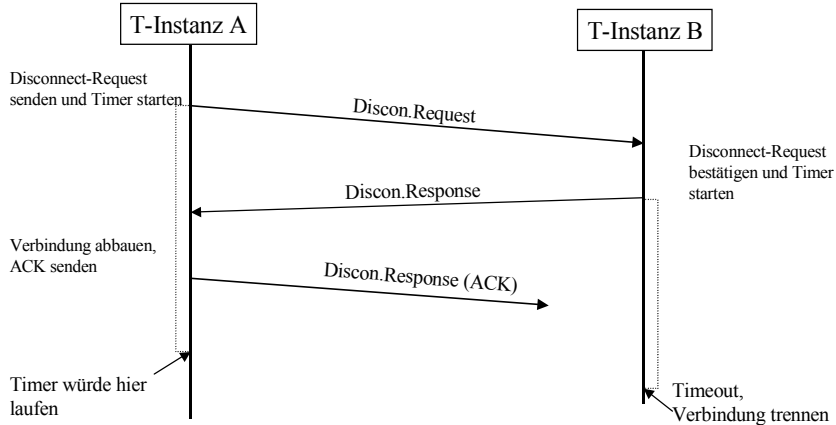 T-Instanz A
T-Instanz B
Disconnect-Request
senden und Timer starten
Discon.Request
Disconnect-Request
bestätigen und Timer
starten
Discon.Response
Verbindung abbauen,
ACK senden
Discon.Response (ACK)
Timer würde hier
laufen
Timeout,
Verbindung trennen